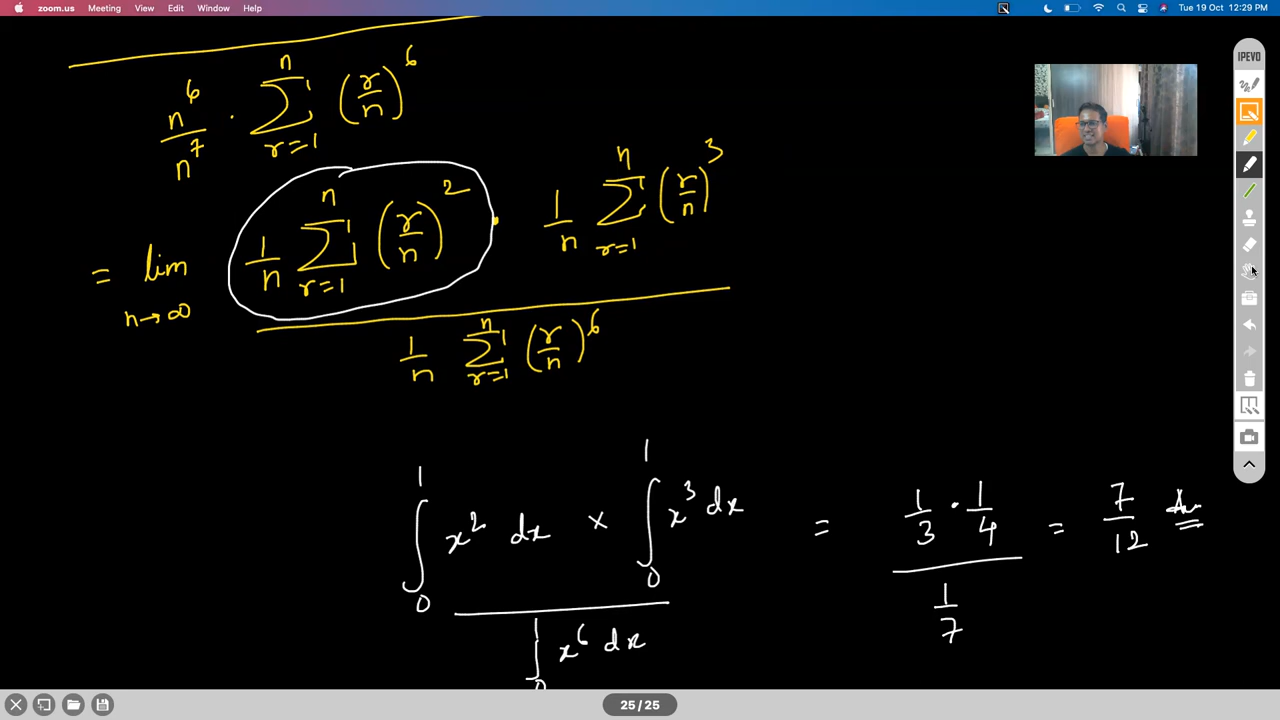 zoom.us Meeting View Edit Window Help Tue 19 Oct 12:29 PM
IPEVO
n^6/n^7 · Σ_{r=1}^{n} (r/n)^6
= lim_{n→∞} 1/n Σ_{r=1}^{n} (r/n)^2 · 1/n Σ_{r=1}^{n} (r/n)^3
1/n Σ_{r=1}^{n} (r/n)^6
∫_0^1 x^2 dx × ∫_0^1 x^3 dx = 1/3 · 1/4 = 7/12 Ans
∫_0^1 x^6 dx 1/7
25/25